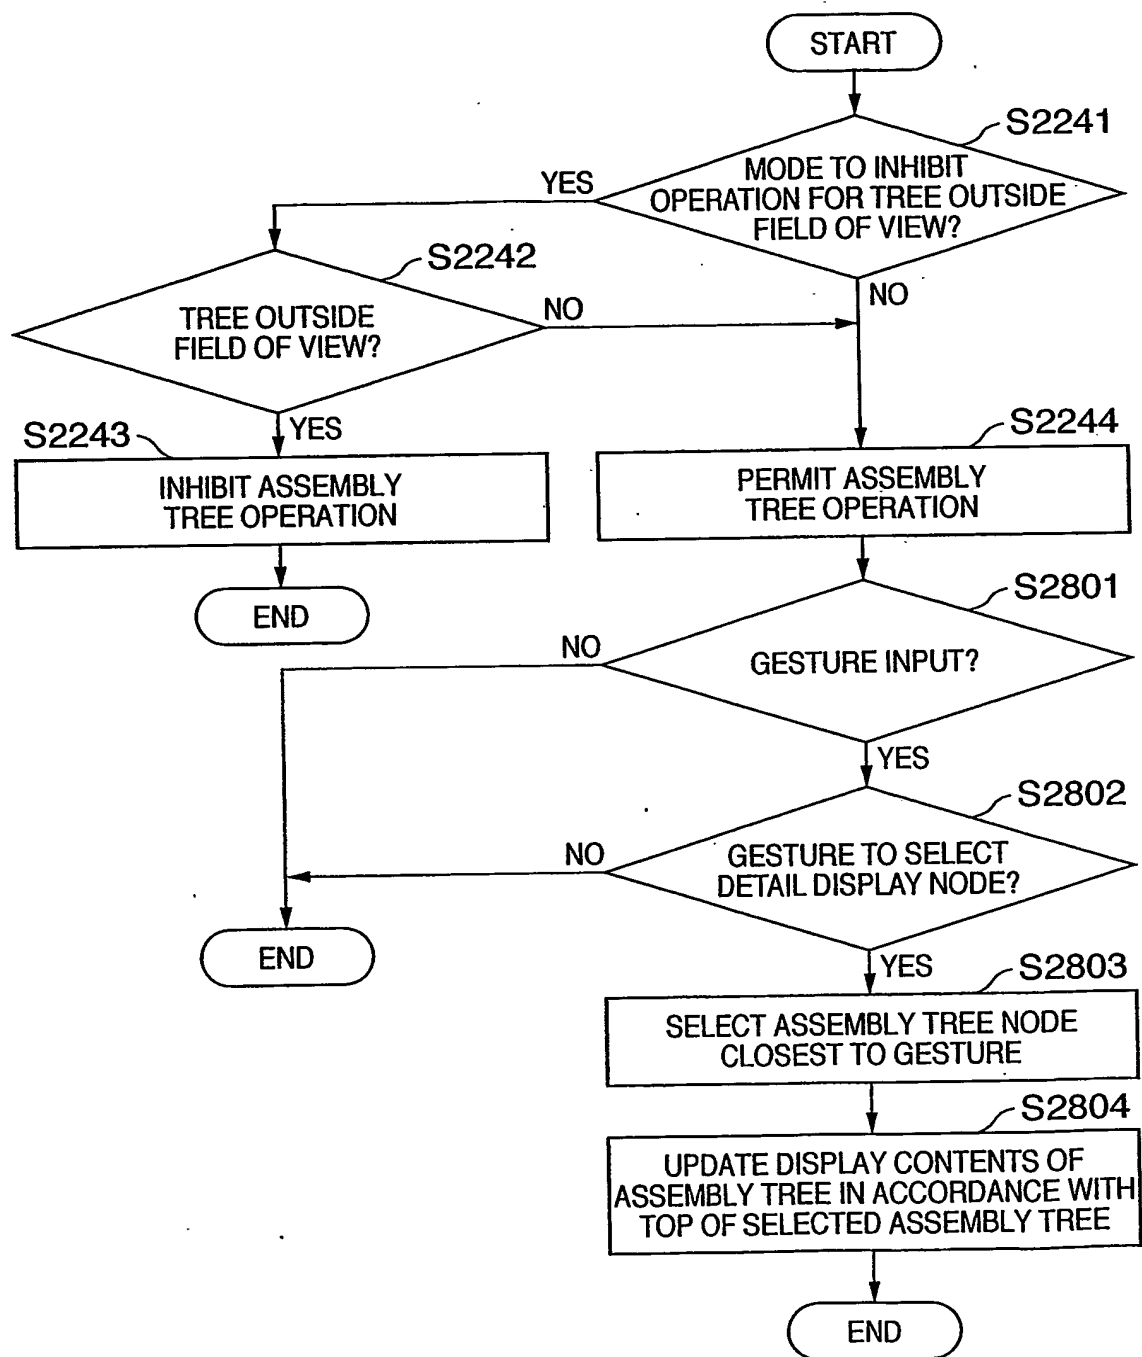 START
S2241
MODE TO INHIBIT
OPERATION FOR TREE OUTSIDE
FIELD OF VIEW?
YES
NO
S2242
TREE OUTSIDE
FIELD OF VIEW?
NO
YES
S2243
INHIBIT ASSEMBLY
TREE OPERATION
END
S2244
PERMIT ASSEMBLY
TREE OPERATION
S2801
GESTURE INPUT?
NO
YES
S2802
GESTURE TO SELECT
DETAIL DISPLAY NODE?
NO
END
YES
S2803
SELECT ASSEMBLY TREE NODE
CLOSEST TO GESTURE
S2804
UPDATE DISPLAY CONTENTS OF
ASSEMBLY TREE IN ACCORDANCE WITH
TOP OF SELECTED ASSEMBLY TREE
END